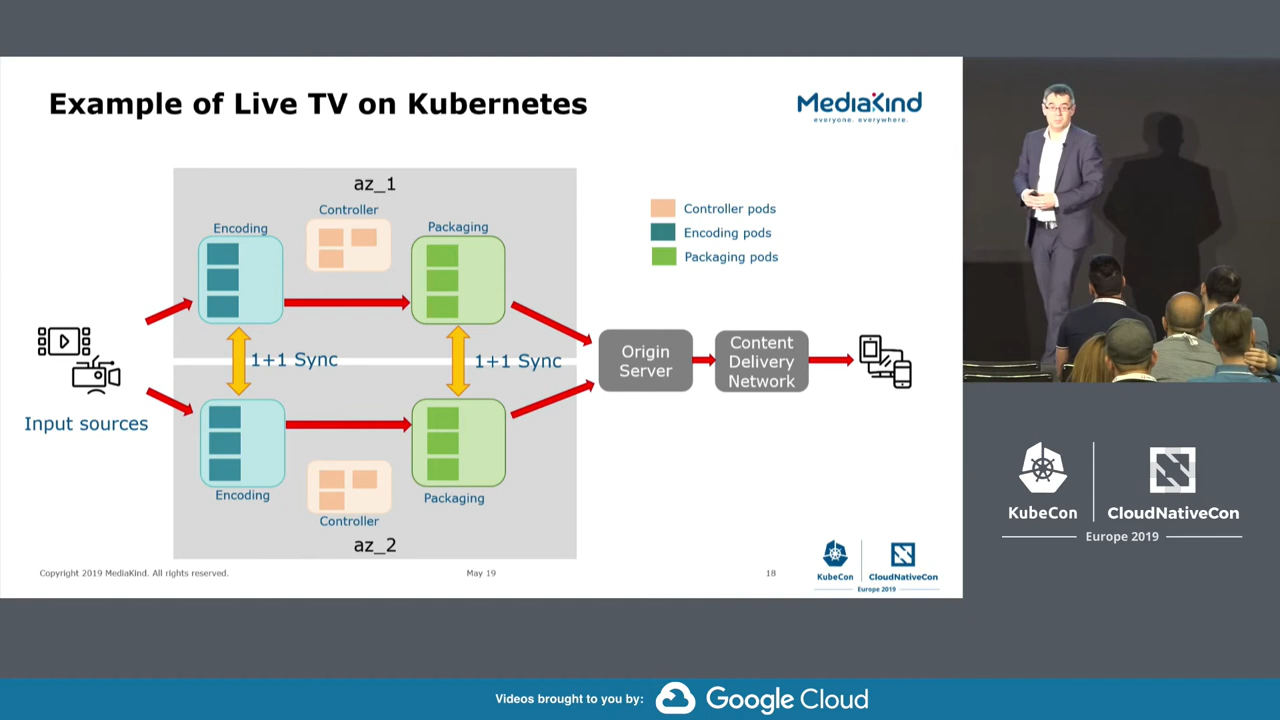 Example of Live TV on Kubernetes
MediaKind
everyone. everywhere.
az_1
Controller
Encoding
Packaging
Controller pods
Encoding pods
Packaging pods
1+1 Sync
1+1 Sync
Input sources
Origin
Server
Content
Delivery
Network
Encoding
Packaging
Controller
az_2
Copyright 2019 MediaKind. All rights reserved.
May 19
18
KubeCon
CloudNativeCon
Europe 2019
KubeCon
CloudNativeCon
Europe 2019
Videos brought to you by:
Google Cloud